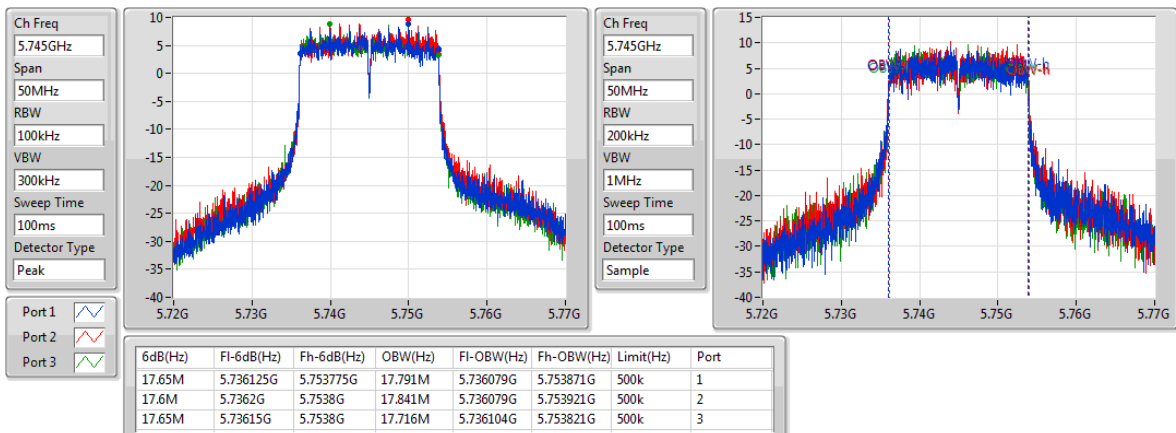 Ch Freq
5.745GHz
Span
50MHz
RBW
100kHz
VBW
300kHz
Sweep Time
100ms
Detector Type
Peak
Port 1
Port 2
Port 3
10
5
0
-5
-10
-15
-20
-25
-30
-35
-40
5.72G 5.73G 5.74G 5.75G 5.76G 5.77G
Ch Freq
5.745GHz
Span
50MHz
RBW
200kHz
VBW
1MHz
Sweep Time
100ms
Detector Type
Sample
15
10
5
0
-5
-10
-15
-20
-25
-30
-35
-40
5.72G 5.73G 5.74G 5.75G 5.76G 5.77G
6dB(Hz) Fl-6dB(Hz) Fh-6dB(Hz) OBW(Hz) Fl-OBW(Hz) Fh-OBW(Hz) Limit(Hz) Port
17.65M 5.736125G 5.753775G 17.791M 5.736079G 5.753871G 500k 1
17.6M 5.7362G 5.7538G 17.841M 5.736079G 5.753921G 500k 2
17.65M 5.73615G 5.7538G 17.716M 5.736104G 5.753821G 500k 3